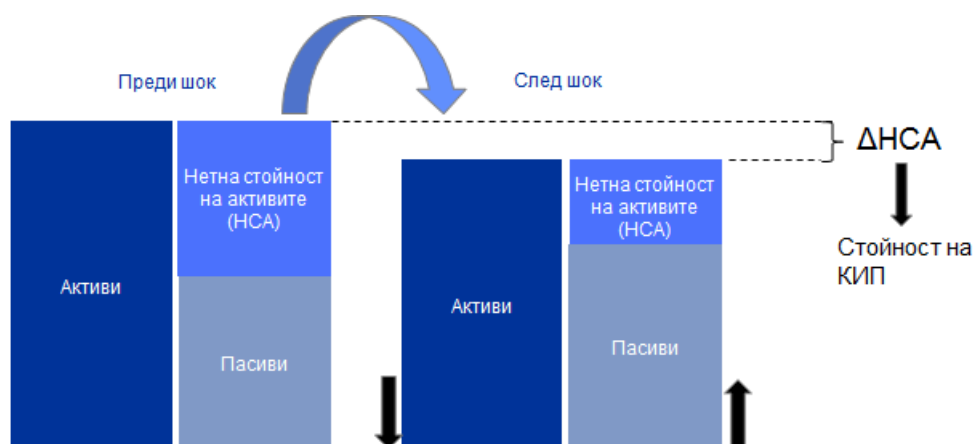 Преди шок
След шок
Нетна стойност
на активите
(НСА)
Активи
Пасиви
Нетна стойност
на активите
(НСА)
Активи
Пасиви
ΔНСА
Стойност на
КИП